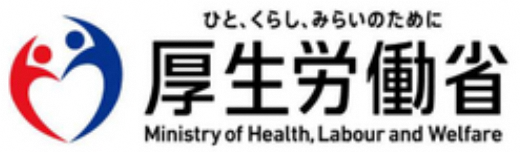 ひと、くらし、みらいのために
厚生労働省
Ministry of Health, Labour and Welfare